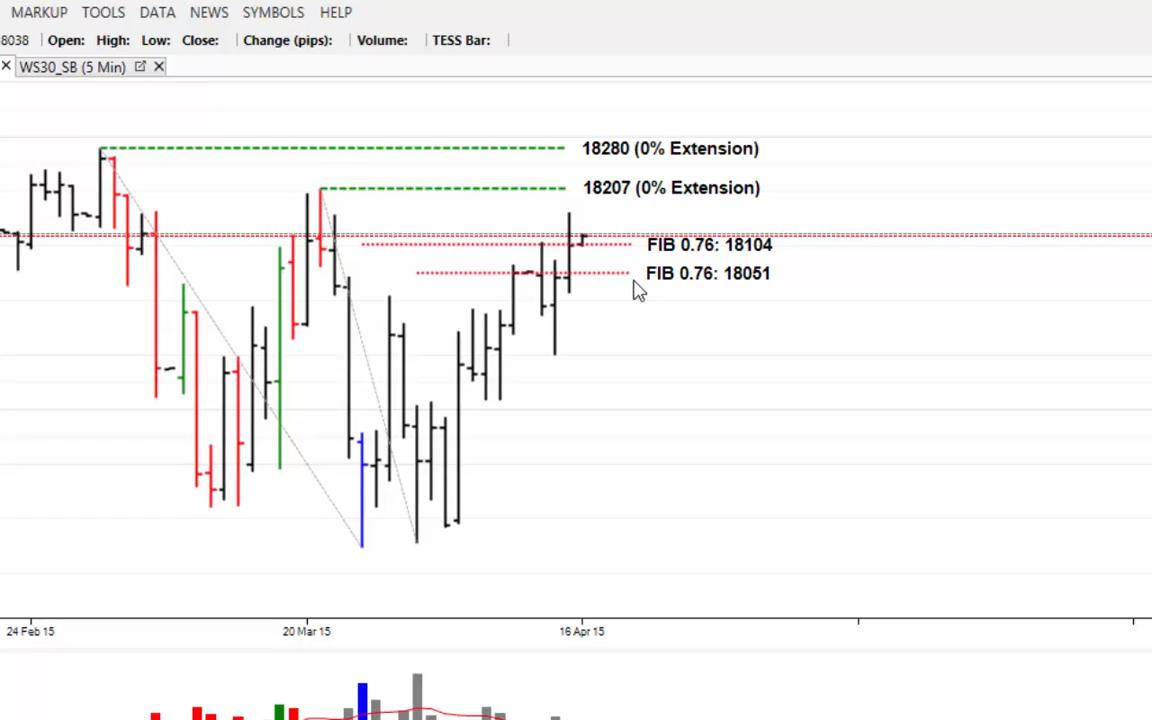 MARKUP TOOLS DATA NEWS SYMBOLS HELP
8038 Open: High: Low: Close: Change (pips): Volume: TESS Bar:
WS30_SB (5 Min)
18280 (0% Extension)
18207 (0% Extension)
FIB 0.76: 18104
FIB 0.76: 18051
24 Feb 15 20 Mar 15 16 Apr 15